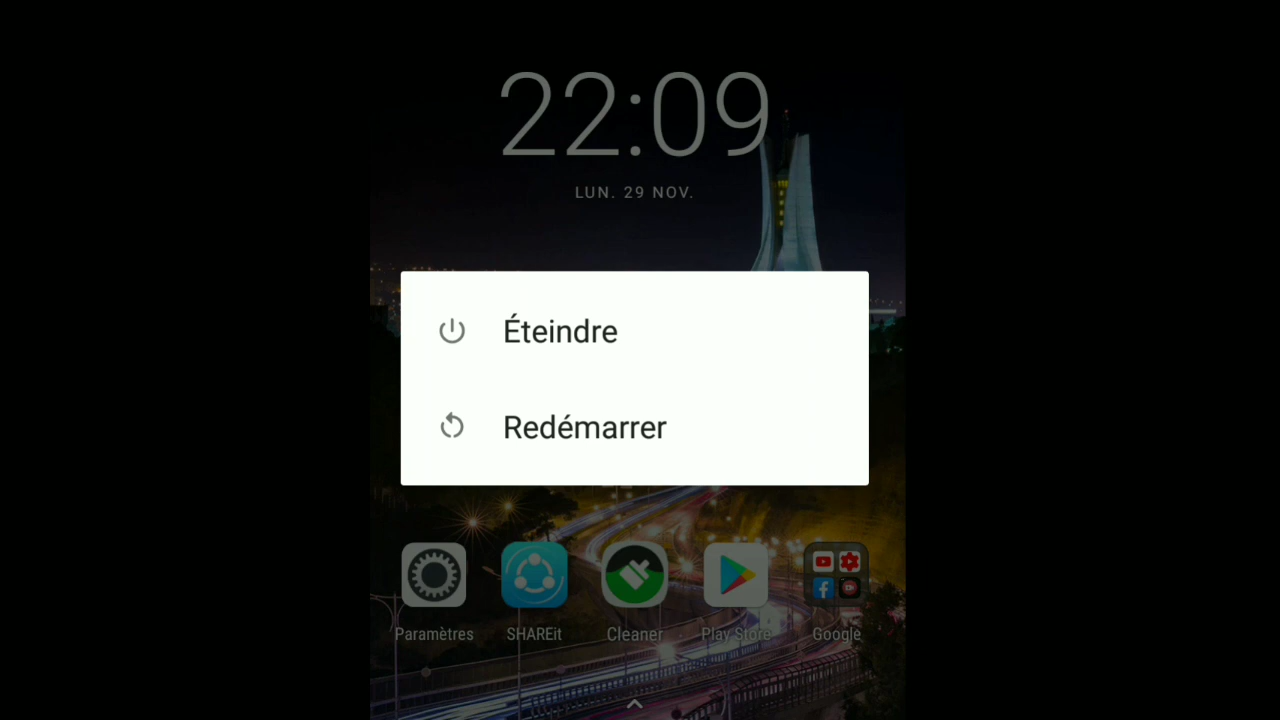 22:09
LUN. 29 NOV.
Éteindre
Redémarrer
Paramètres
SHAREit
Cleaner
Play Store
Google